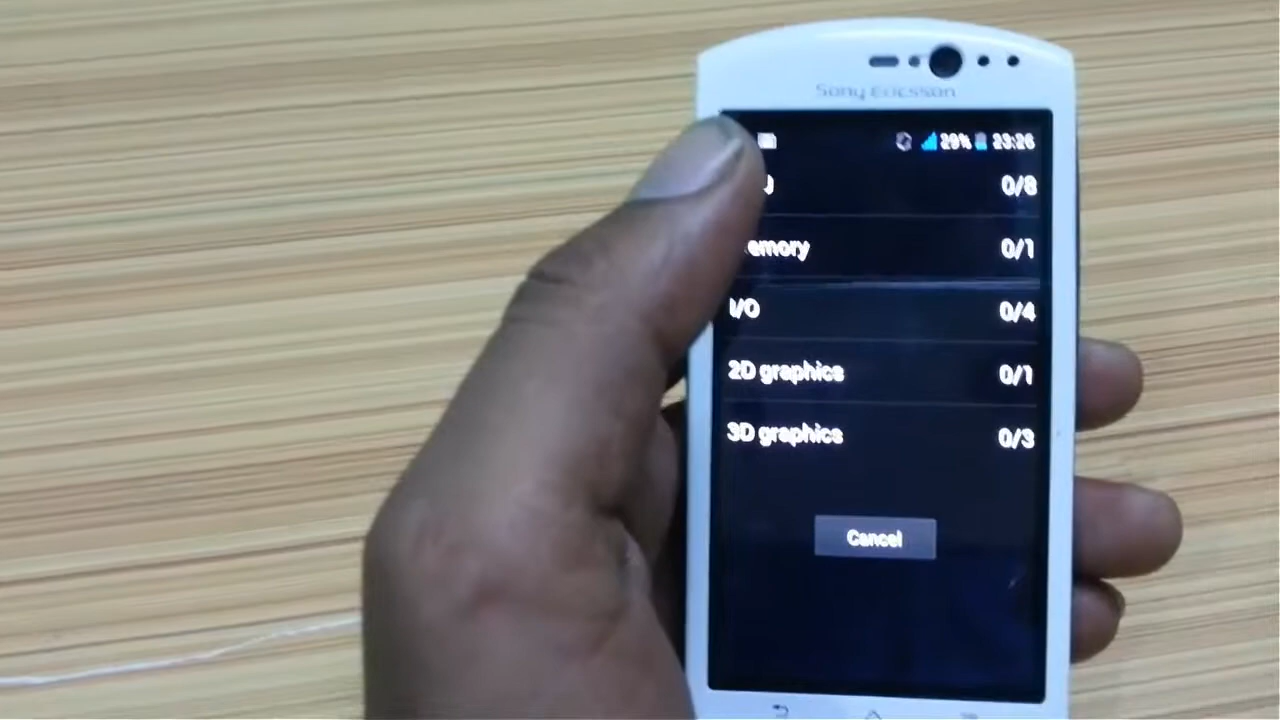 Sony Ericsson
29% 23:26
0/8
emory 0/1
I/O 0/4
2D graphics 0/1
3D graphics 0/3
Cancel